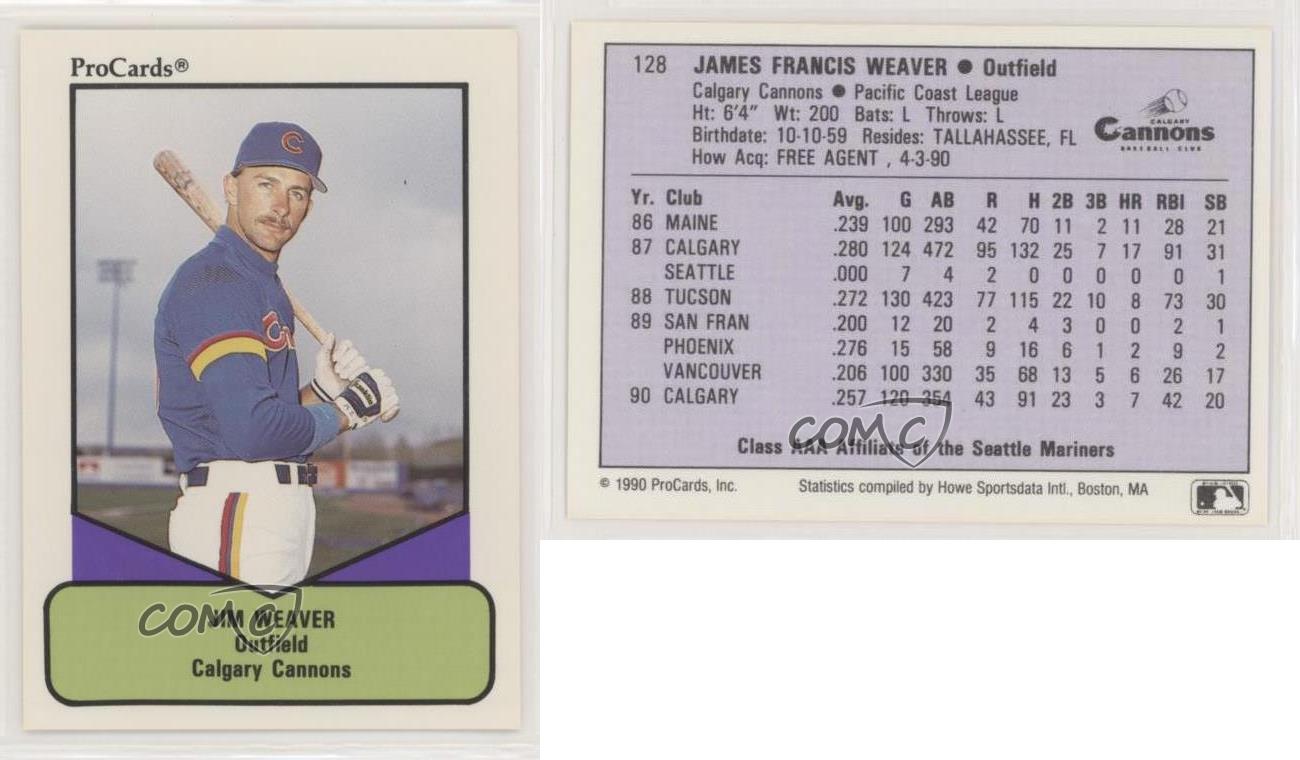 ProCards®
C
COMC
JIM WEAVER
Outfield
Calgary Cannons
128 JAMES FRANCIS WEAVER ● Outfield
Calgary Cannons ● Pacific Coast League
Ht: 6'4" Wt: 200 Bats: L Throws: L
Birthdate: 10-10-59 Resides: TALLAHASSEE, FL
How Acq: FREE AGENT , 4-3-90
CALGARY
Cannons
BASEBALL CLUB
Yr. Club Avg. G AB R H 2B 3B HR RBI SB
86 MAINE .239 100 293 42 70 11 2 11 28 21
87 CALGARY .280 124 472 95 132 25 7 17 91 31
SEATTLE .000 7 4 2 0 0 0 0 0 1
88 TUCSON .272 130 423 77 115 22 10 8 73 30
89 SAN FRAN .200 12 20 2 4 3 0 0 2 1
PHOENIX .276 15 58 9 16 6 1 2 9 2
VANCOUVER .206 100 330 35 68 13 5 6 26 17
90 CALGARY .257 120 354 43 91 23 3 7 42 20
COMC
Class AAA Affiliates of the Seattle Mariners
© 1990 ProCards, Inc. Statistics compiled by Howe Sportsdata Intl., Boston, MA